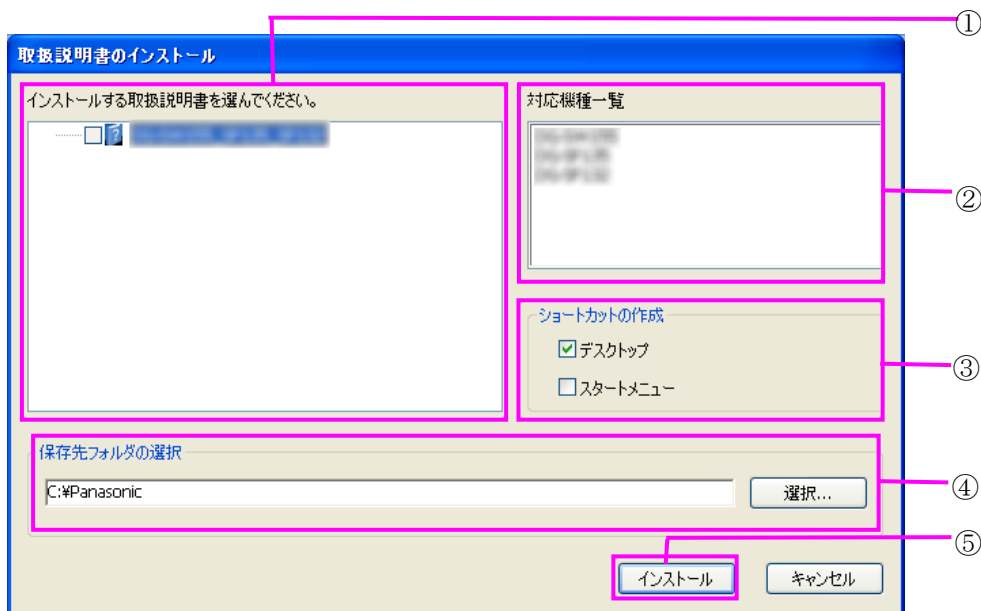 ①
取扱説明書のインストール
インストールする取扱説明書を選んでください。
対応機種一覧
②
ショートカットの作成
デスクトップ
スタートメニュー
③
保存先フォルダの選択
C:¥Panasonic
選択...
④
⑤
インストール
キャンセル